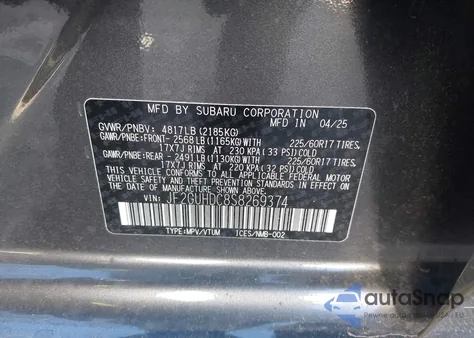 MFD BY SUBARU CORPORATION
GVWR/PNBV: 4817LB (2185KG) MFD IN 04/25
GAWR/PNBE:FRONT- 2568LB (1165KG) WITH 225/60R17 TIRES,
17X7J RIMS, AT 230 KPA (33 PSI) COLD
GAWR/PNBE:REAR - 2491LB (1130KG) WITH 225/60R17 TIRES,
17X7J RIMS, AT 220 KPA (32 PSI) COLD
THIS VEHICLE CONFORMS TO ALL APPLICABLE
FEDERAL MOTOR VEHICLE SAFETY, BUMPER, AND
THEFT PREVENTION STANDARDS IN EFFECT ON
THE DATE OF MANUFACTURE SHOWN ABOVE.
VIN: JF2GUHDC8S8269374
TYPE:MPV/VTUM ICES/NMB-002
autoSnap